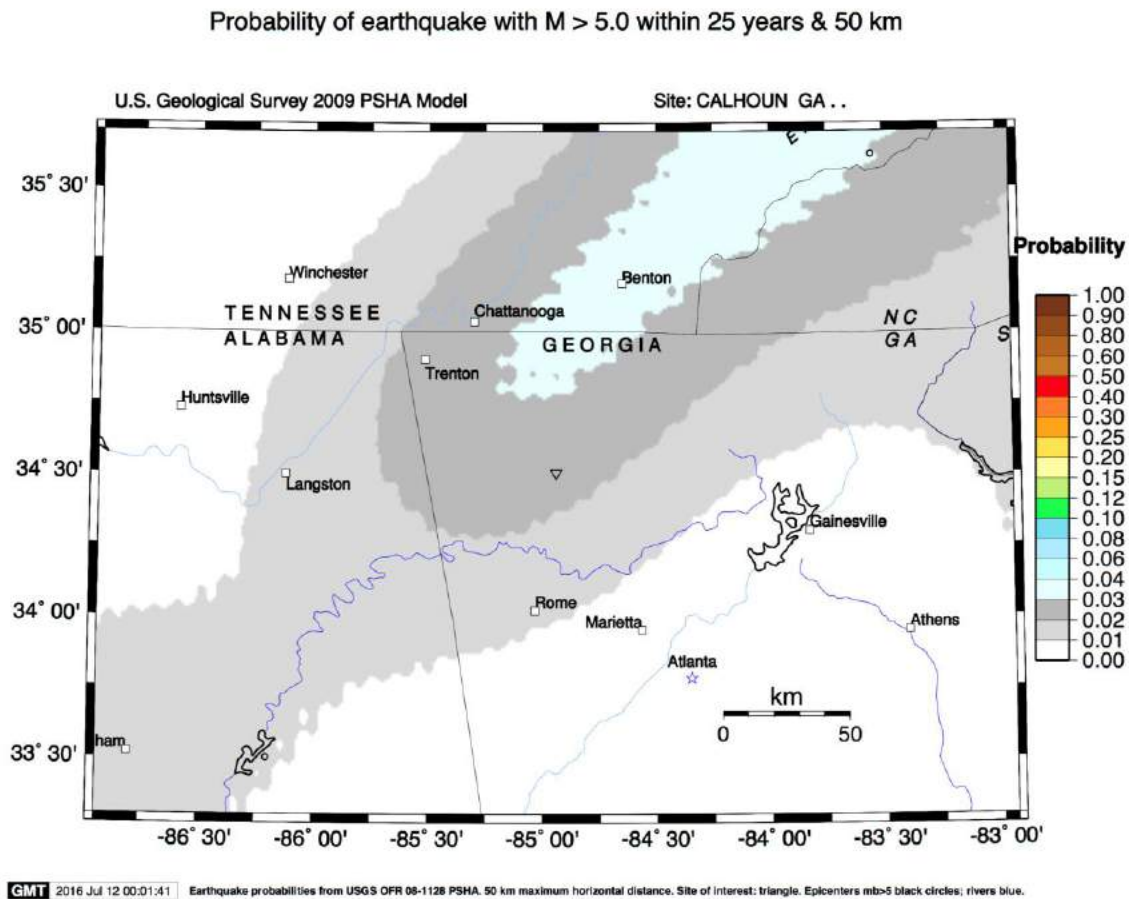 Probability of earthquake with M > 5.0 within 25 years & 50 km
U.S. Geological Survey 2009 PSHA Model
Site: CALHOUN GA . .
35° 30'
35° 00'
34° 30'
34° 00'
33° 30'
Winchester
TENNESSEE
ALABAMA
Benton
Chattanooga
GEORGIA
NC
GA
S
Trenton
Huntsville
Langston
Gainesville
Rome
Marietta
Athens
Atlanta
ham
km
0 50
Probability
1.00
0.90
0.80
0.60
0.50
0.40
0.30
0.25
0.20
0.15
0.12
0.10
0.08
0.06
0.04
0.03
0.02
0.01
0.00
-86° 30' -86° 00' -85° 30' -85° 00' -84° 30' -84° 00' -83° 30' -83° 00'
GMT 2016 Jul 12 00:01:41 Earthquake probabilities from USGS OFR 08-1128 PSHA. 50 km maximum horizontal distance. Site of interest: triangle. Epicenters mb>5 black circles; rivers blue.